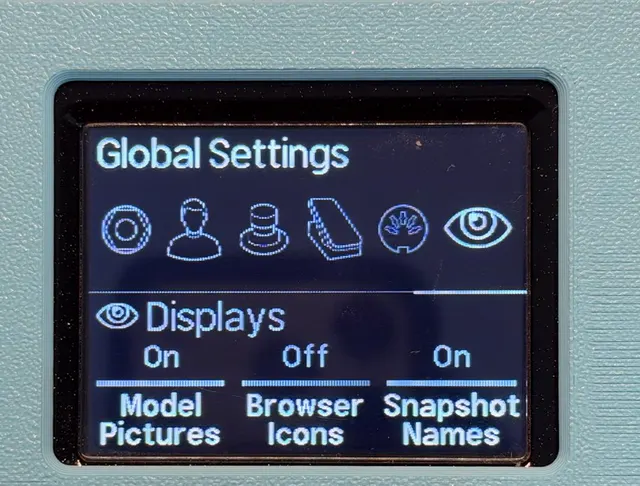 Global Settings
Displays
On Off On
Model Browser Snapshot
Pictures Icons Names